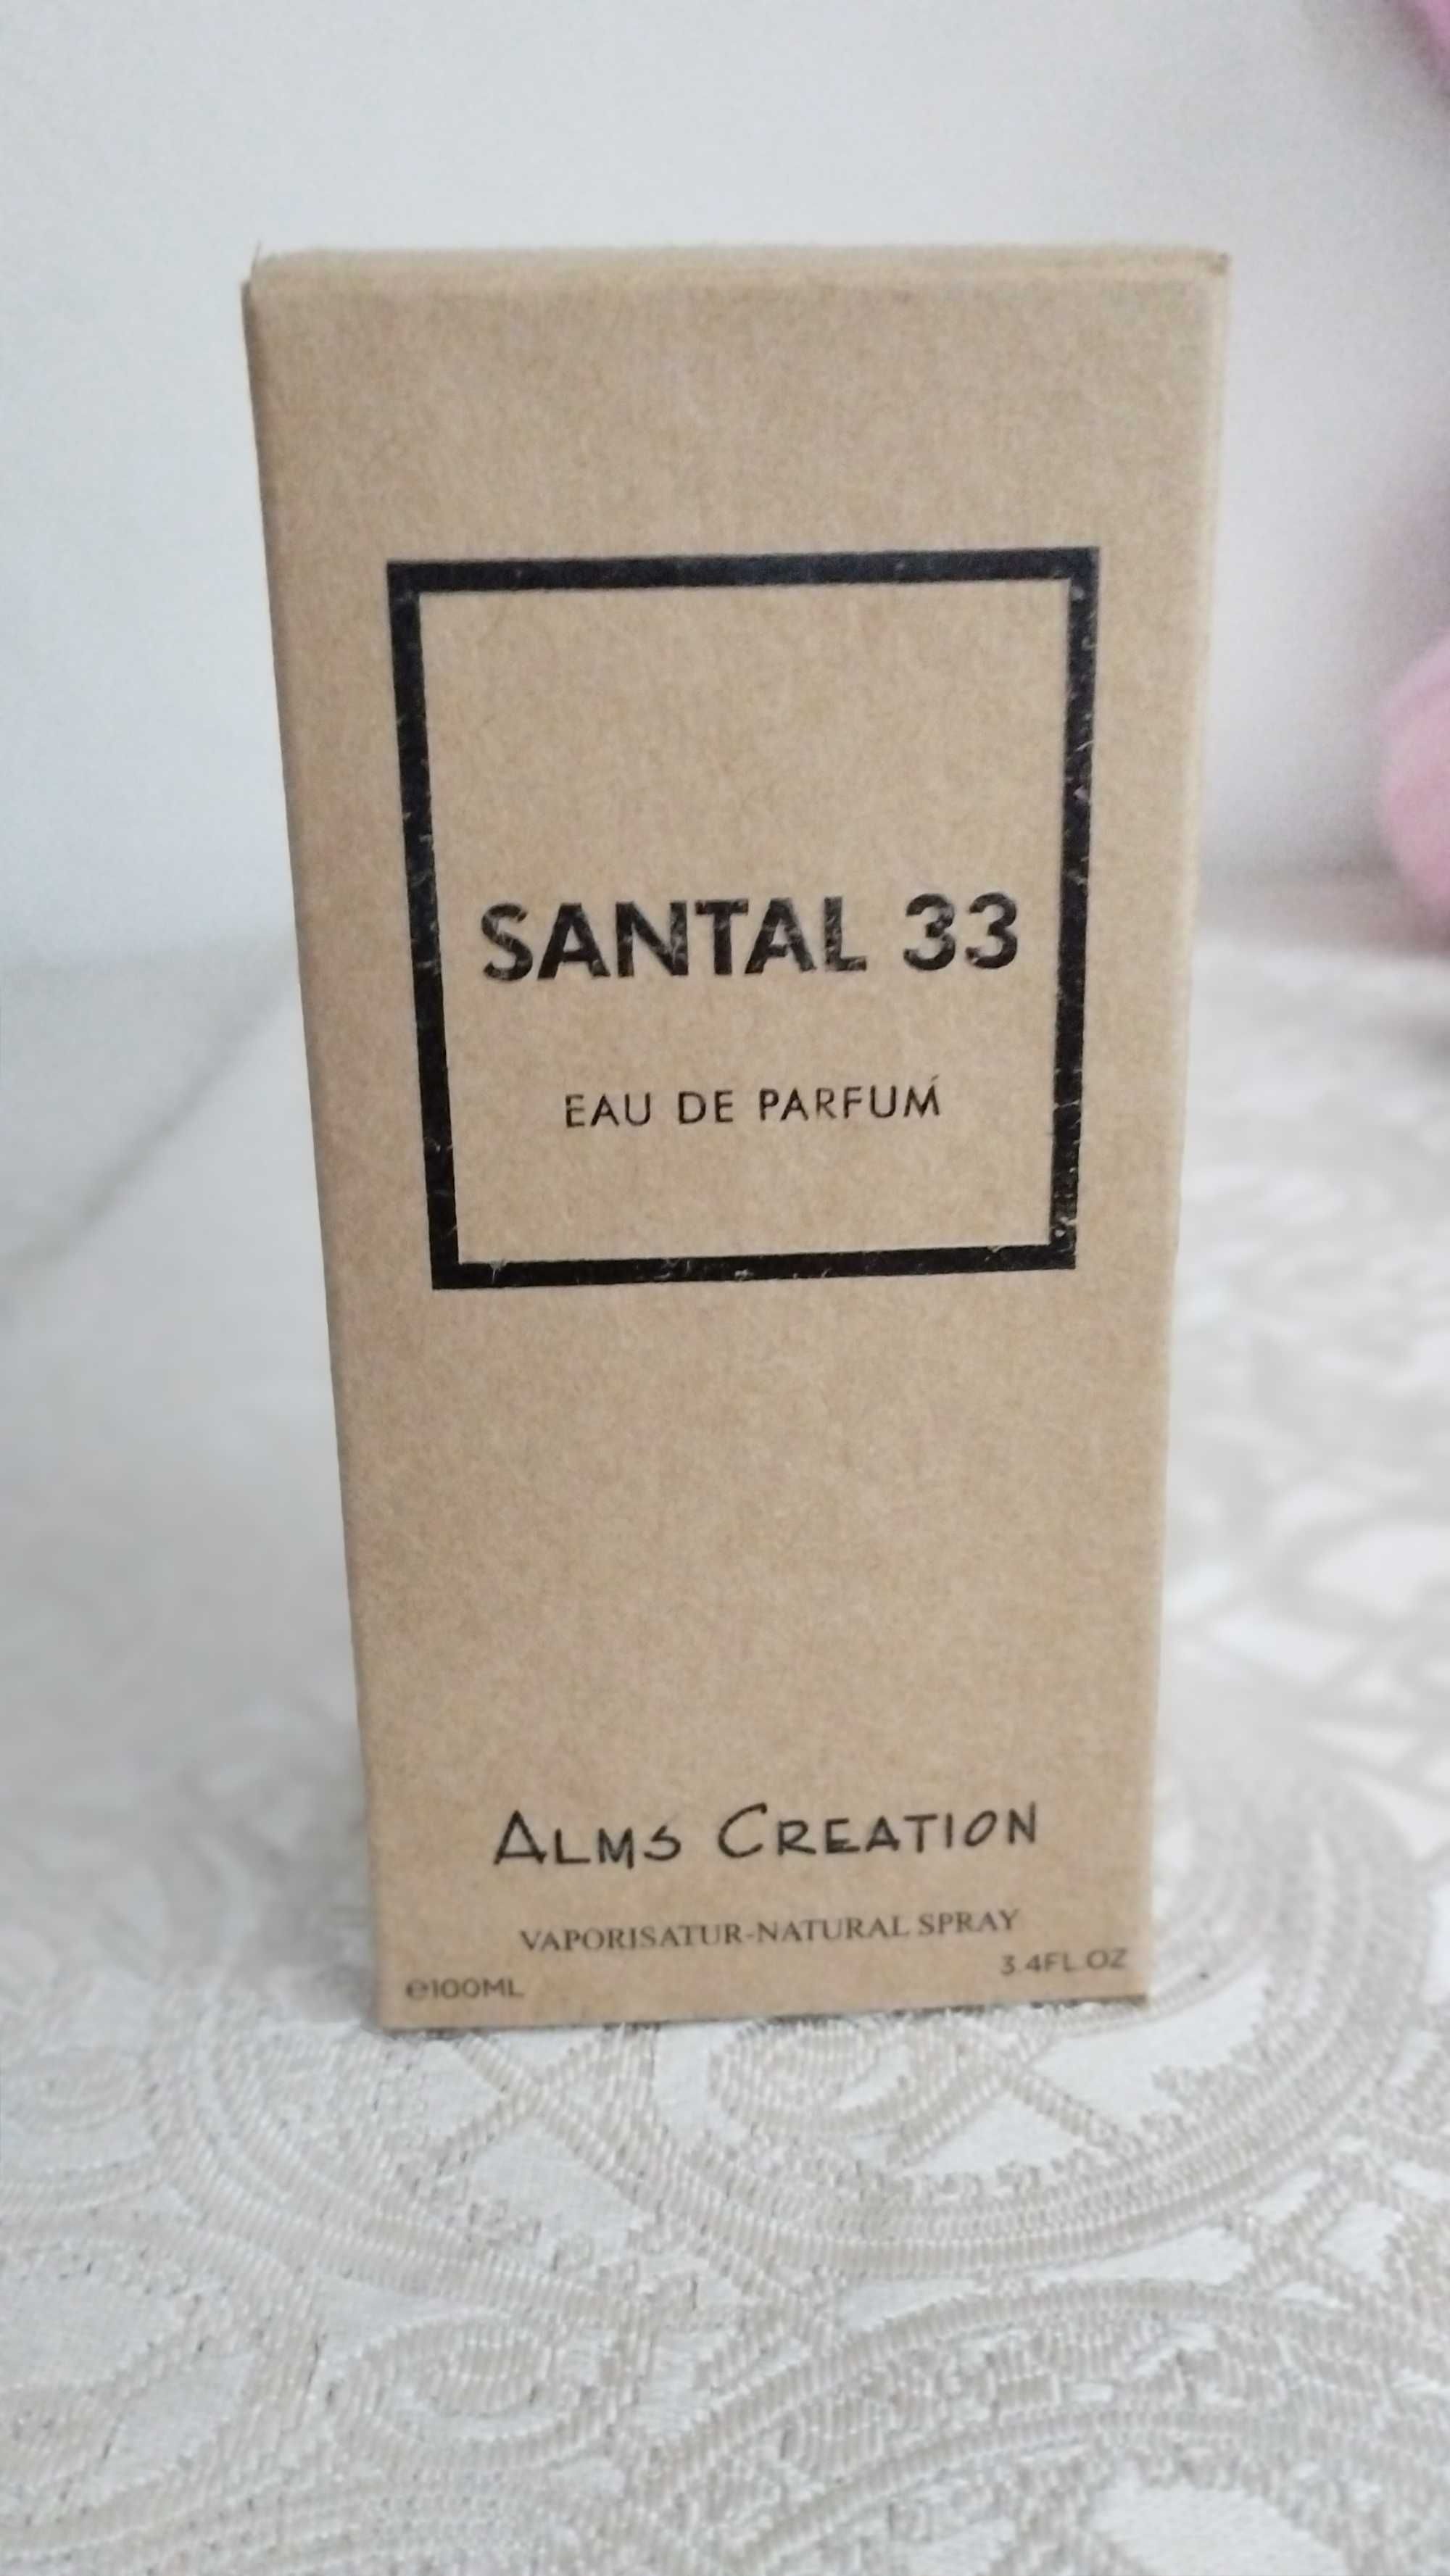 SANTAL 33
EAU DE PARFUM
ALMS CREATION
VAPORISATUR-NATURAL SPRAY
3.4FL.OZ
℮100ML